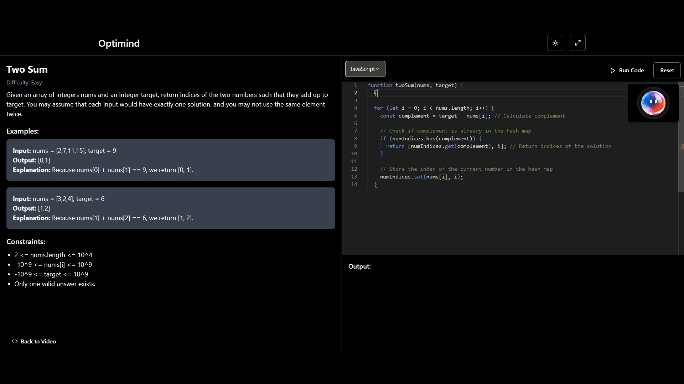 Optimind
Two Sum
Difficulty: Easy
Given an array of integers nums and an integer target, return indices of the two numbers such that they add up to
target. You may assume that each input would have exactly one solution, and you may not use the same element
twice.
Examples:
Input: nums = [2,7,11,15], target = 9
Output: [0,1]
Explanation: Because nums[0] + nums[1] == 9, we return [0, 1].
Input: nums = [3,2,4], target = 6
Output: [1,2]
Explanation: Because nums[1] + nums[2] == 6, we return [1, 2].
Constraints:
2 <= nums.length <= 10^4
-10^9 <= nums[i] <= 10^9
-10^9 <= target <= 10^9
Only one valid answer exists.
<> Back to Video
JavaScript
Run Code
Reset
1 function twoSum(nums, target) {
2 {
3
4 for (let i = 0; i < nums.length; i++) {
5 const complement = target - nums[i]; // Calculate complement
6
7 // Check if complement is already in the hash map
8 if (numIndices.has(complement)) {
9 return [numIndices.get(complement), i]; // Return indices of the solution
10 }
11
12 // Store the index of the current number in the hash map
13 numIndices.set(nums[i], i);
14 }
Output: